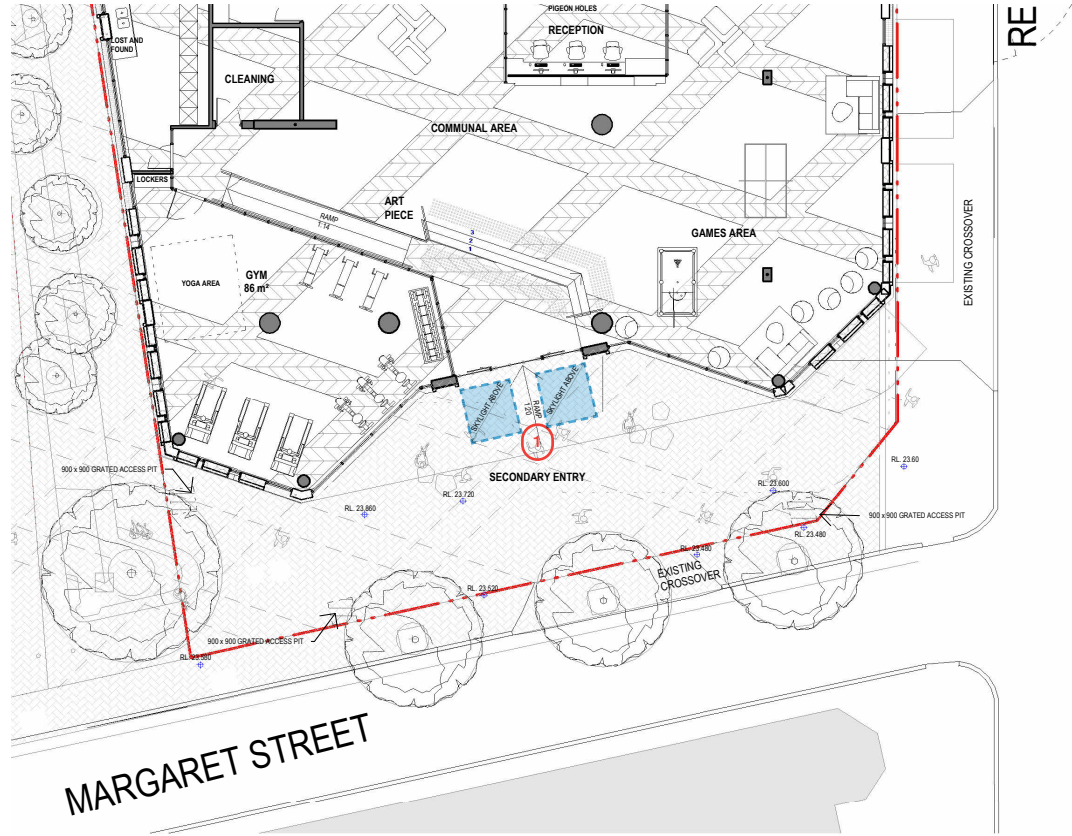 PIGEON HOLES
RECEPTION
RE
LOST AND
FOUND
CLEANING
COMMUNAL AREA
LOCKERS
RAMP
1:14
ART
PIECE
3
2
1
GAMES AREA
EXISTING CROSSOVER
YOGA AREA
GYM
86 m²
SKYLIGHT ABOVE
RAMP
1:20
SKYLIGHT ABOVE
1
SECONDARY ENTRY
900 x 900 GRATED ACCESS PIT
RL. 23.60
RL. 23.720
RL. 23.600
RL. 23.860
900 x 900 GRATED ACCESS PIT
RL. 23.480
RL. 23.480
EXISTING
CROSSOVER
RL. 23.520
900 x 900 GRATED ACCESS PIT
RL. 23.580
MARGARET STREET